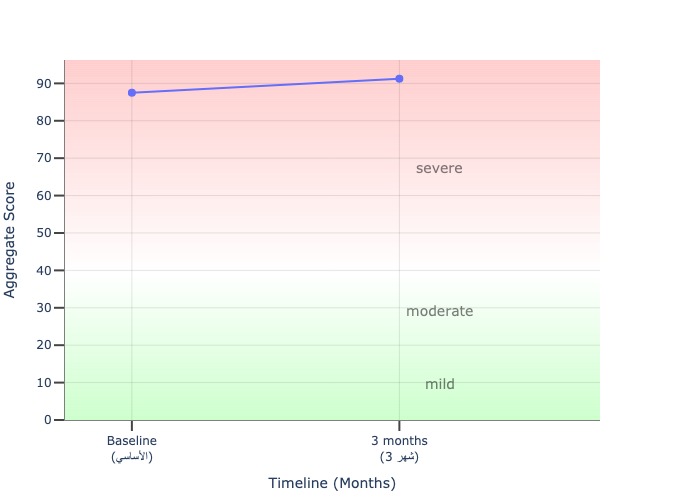 Aggregate Score
90
80
70
60
50
40
30
20
10
0
severe
moderate
mild
Baseline
(الأساسي)
3 months
(3 شهر)
Timeline (Months)